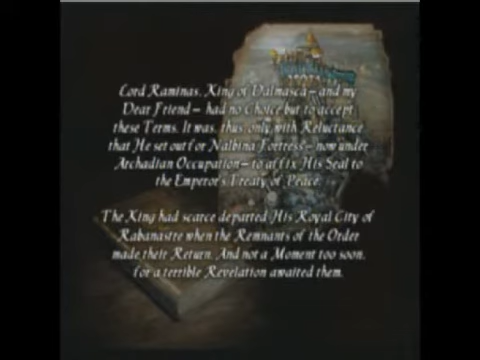 Lord Raminas, King of Dalmasca – and my
Dear Friend – had no Choice but to accept
these Terms. It was, thus, only with Reluctance
that He set out for Nalbina Fortress – now under
Archadian Occupation – to affix His Seal to
the Emperor's Treaty of Peace.
The King had scarce departed His Royal City of
Rabanastre when the Remnants of the Order
made their Return. And not a Moment too soon,
for a terrible Revelation awaited them.